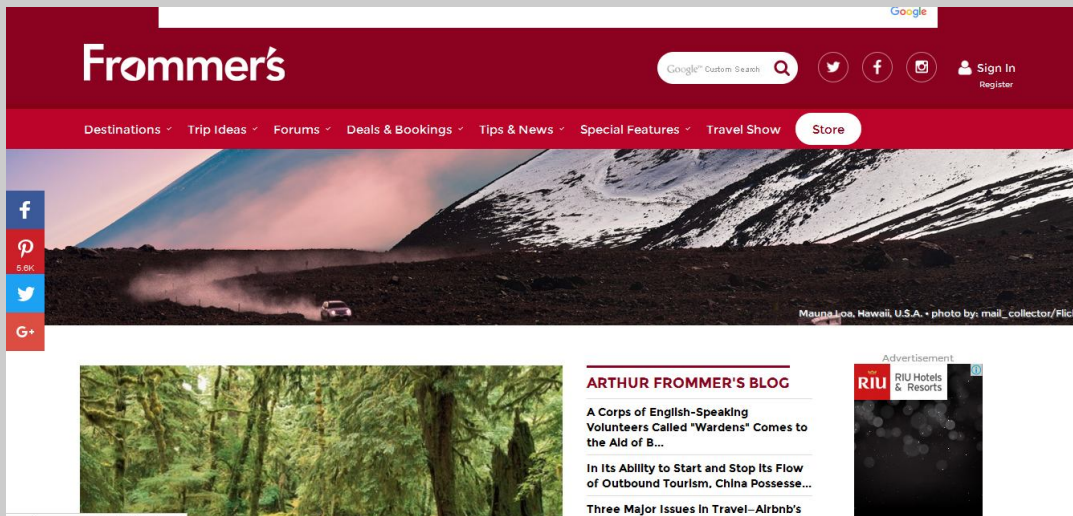 Google
Frommer's
Google™ Custom Search
Sign In
Register
Destinations
Trip Ideas
Forums
Deals & Bookings
Tips & News
Special Features
Travel Show
Store
5.6K
G+
Mauna Loa, Hawaii, U.S.A. • photo by: mail_collector/Flic
Advertisement
RIU
RIU Hotels
& Resorts
ARTHUR FROMMER'S BLOG
A Corps of English-Speaking
Volunteers Called "Wardens" Comes to
the Aid of B...
In Its Ability to Start and Stop Its Flow
of Outbound Tourism, China Possesse...
Three Major Issues in Travel—Airbnb's